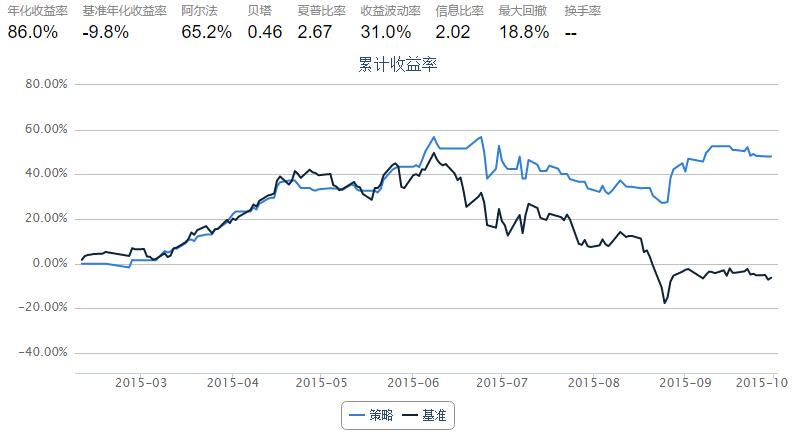 年化收益率 基准年化收益率 阿尔法 贝塔 夏普比率 收益波动率 信息比率 最大回撤 换手率
86.0% -9.8% 65.2% 0.46 2.67 31.0% 2.02 18.8% --
累计收益率
80.00%
60.00%
40.00%
20.00%
0.00%
-20.00%
-40.00%
2015-03 2015-04 2015-05 2015-06 2015-07 2015-08 2015-09 2015-10
策略 基准